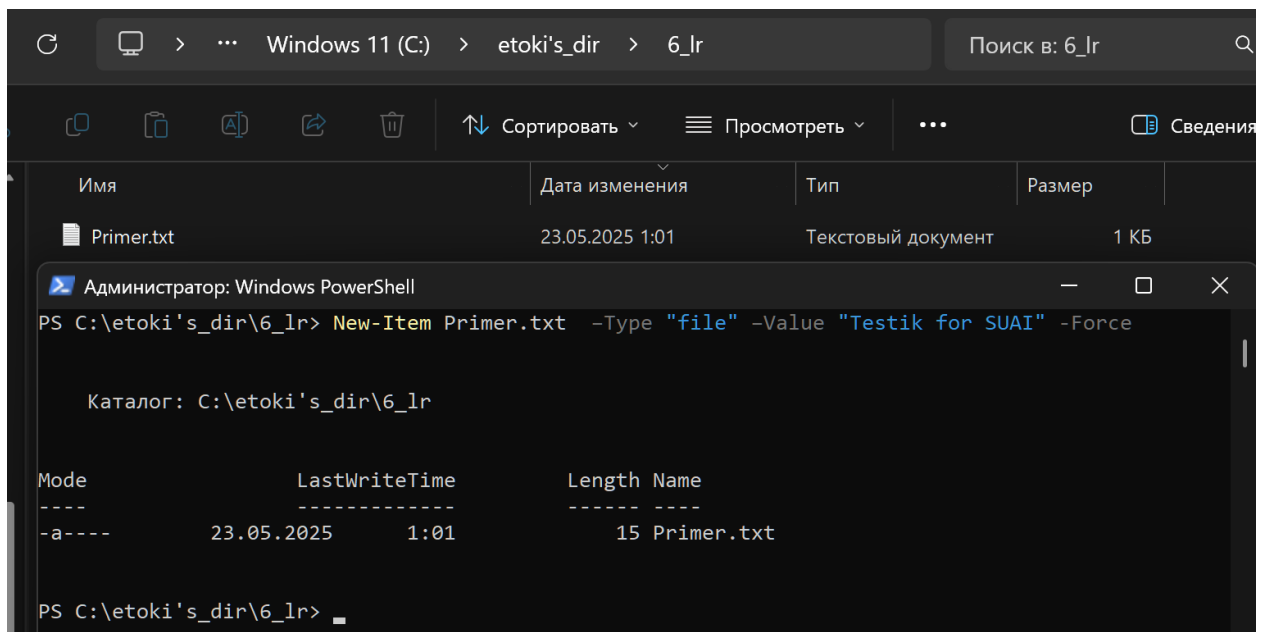 ··· Windows 11 (C:) > etoki's_dir > 6_lr Поиск в: 6_lr
Сортировать Просмотреть ··· Сведения
Имя Дата изменения Тип Размер
Primer.txt 23.05.2025 1:01 Текстовый документ 1 КБ
Администратор: Windows PowerShell
PS C:\etoki's_dir\6_lr> New-Item Primer.txt  –Type "file" –Value "Testik for SUAI" -Force
Каталог: C:\etoki's_dir\6_lr
Mode LastWriteTime Length Name
---- ------------- ------ ----
-a---- 23.05.2025 1:01 15 Primer.txt
PS C:\etoki's_dir\6_lr>